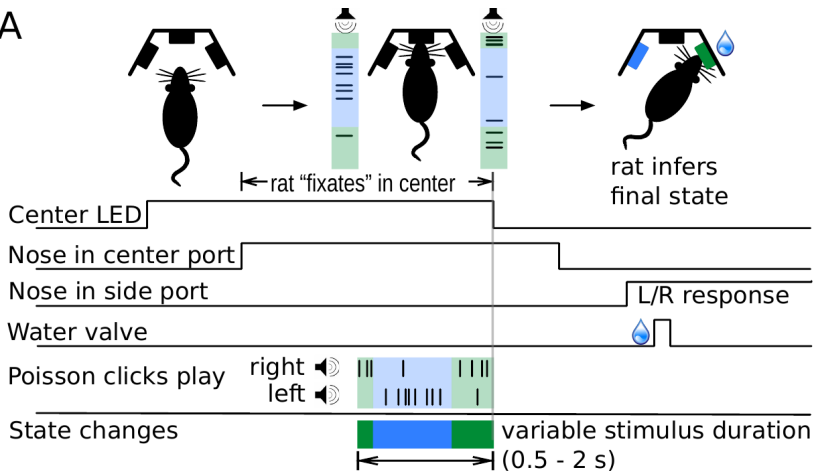 A
rat infers
final state
rat “fixates” in center
Center LED
Nose in center port
Nose in side port
L/R response
Water valve
Poisson clicks play
right
left
State changes
variable stimulus duration
(0.5 - 2 s)